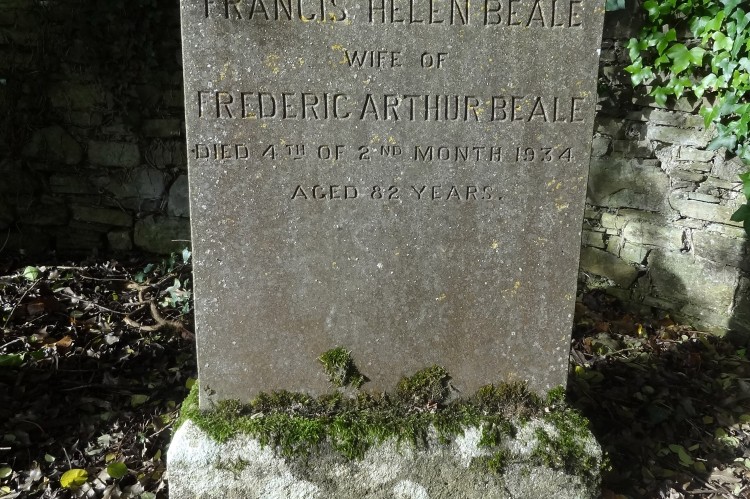 FRANCIS HELEN BEALE
WIFE OF
FREDERIC ARTHUR BEALE
DIED 4TH OF 2ND MONTH 1934
AGED 82 YEARS.